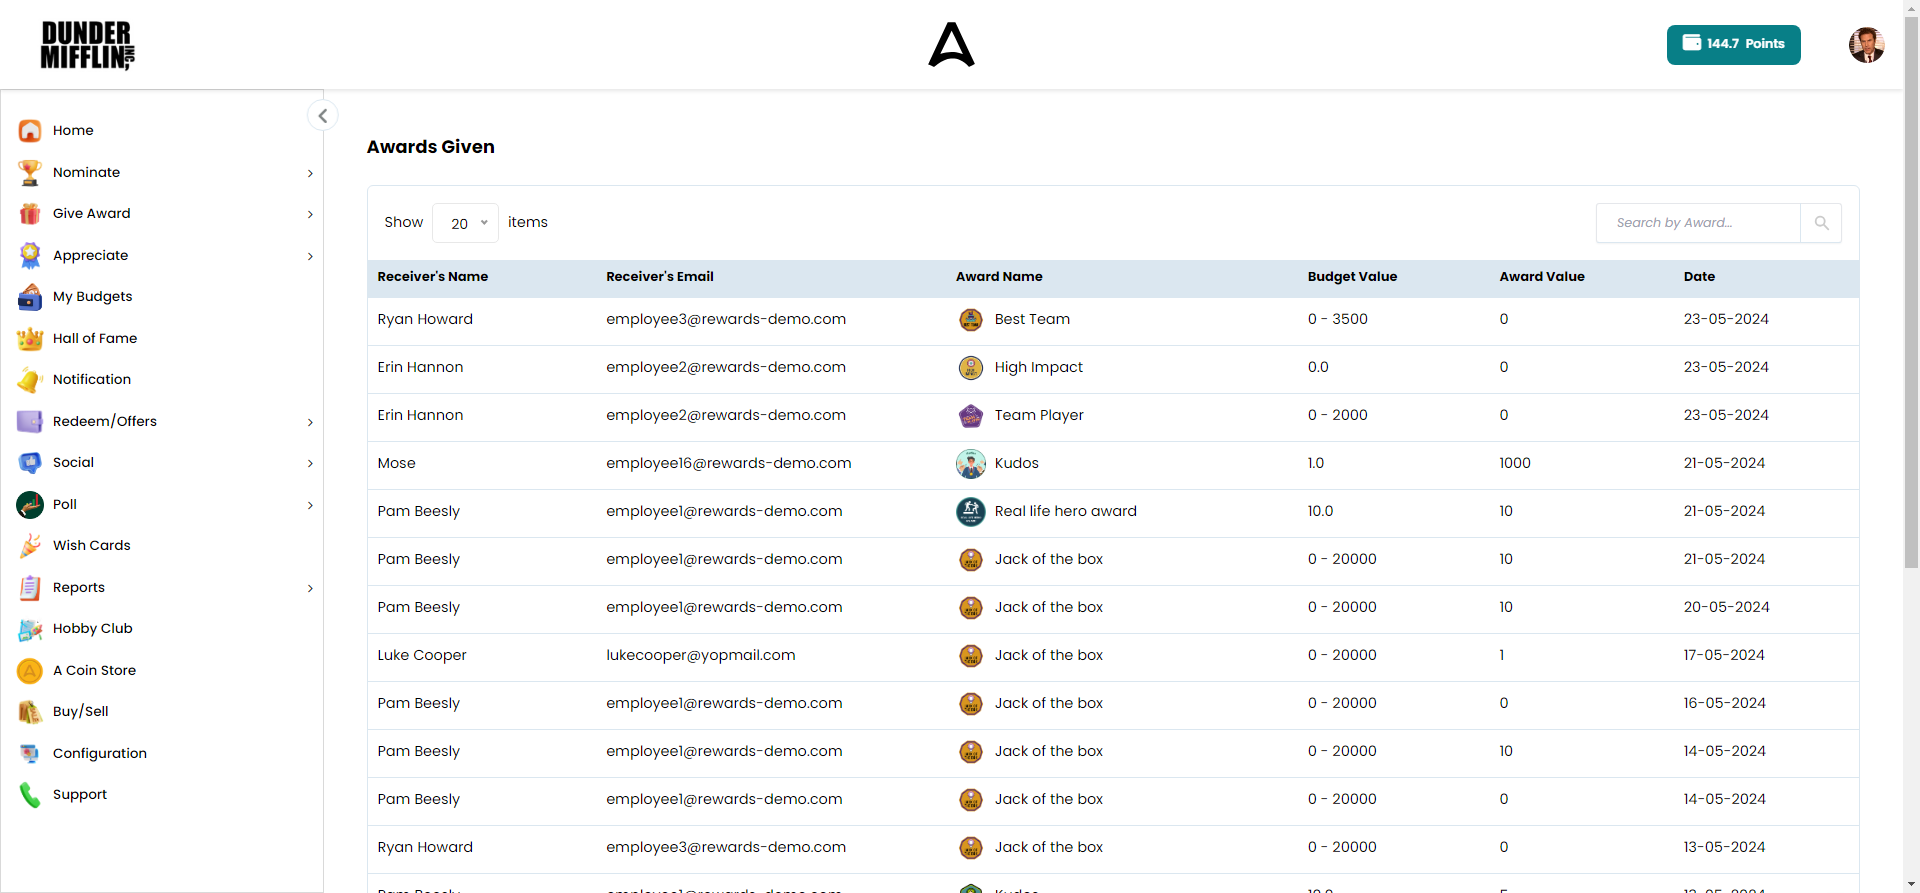 DUNDER
MIFFLIN INC,
144.7 Points
Home
Nominate
Give Award
Appreciate
My Budgets
Hall of Fame
Notification
Redeem/Offers
Social
Poll
Wish Cards
Reports
Hobby Club
A Coin Store
Buy/Sell
Configuration
Support
Awards Given
Show 20 items
Search by Award...
Receiver's Name Receiver's Email Award Name Budget Value Award Value Date
Ryan Howard employee3@rewards-demo.com Best Team 0 - 3500 0 23-05-2024
Erin Hannon employee2@rewards-demo.com High Impact 0.0 0 23-05-2024
Erin Hannon employee2@rewards-demo.com Team Player 0 - 2000 0 23-05-2024
Mose employee16@rewards-demo.com Kudos 1.0 1000 21-05-2024
Pam Beesly employee1@rewards-demo.com Real life hero award 10.0 10 21-05-2024
Pam Beesly employee1@rewards-demo.com Jack of the box 0 - 20000 10 21-05-2024
Pam Beesly employee1@rewards-demo.com Jack of the box 0 - 20000 10 20-05-2024
Luke Cooper lukecooper@yopmail.com Jack of the box 0 - 20000 1 17-05-2024
Pam Beesly employee1@rewards-demo.com Jack of the box 0 - 20000 0 16-05-2024
Pam Beesly employee1@rewards-demo.com Jack of the box 0 - 20000 10 14-05-2024
Pam Beesly employee1@rewards-demo.com Jack of the box 0 - 20000 0 14-05-2024
Ryan Howard employee3@rewards-demo.com Jack of the box 0 - 20000 0 13-05-2024